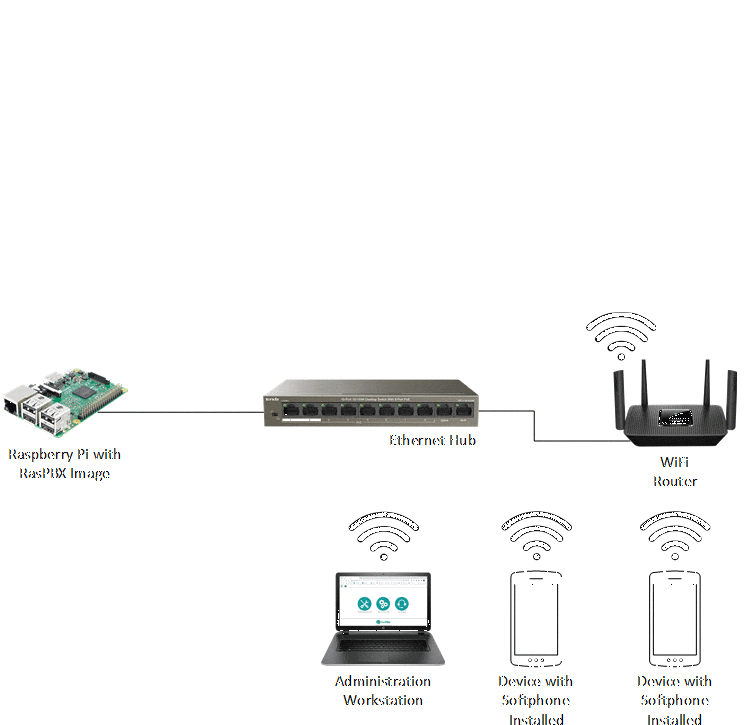 Ethernet Hub
Raspberry Pi with
RasPBX Image
WiFi
Router
Administration
Workstation
Device with
Softphone
Installed
Device with
Softphone
Installed